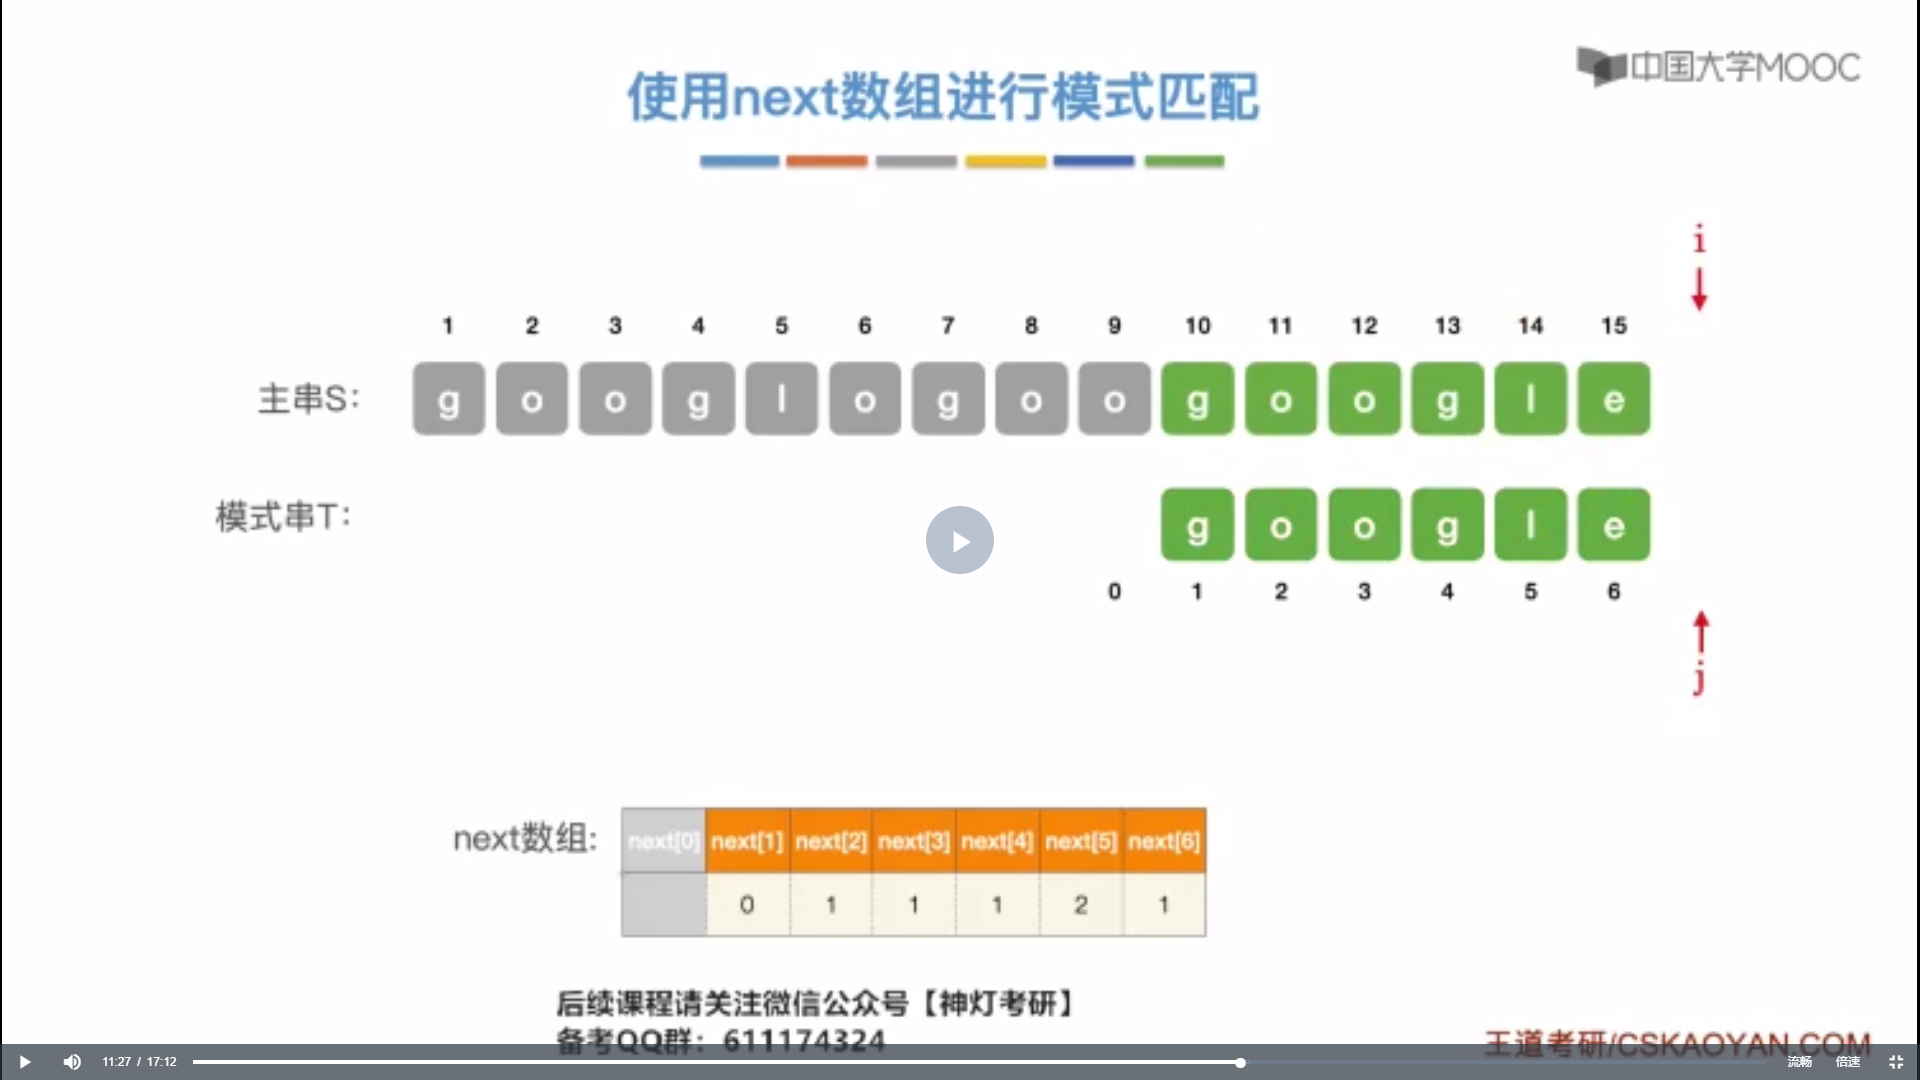 中国大学MOOC
使用next数组进行模式匹配
i
1 2 3 4 5 6 7 8 9 10 11 12 13 14 15
主串S: g o o g l o g o o g o o g l e
模式串T: g o o g l e
0 1 2 3 4 5 6
j
next数组: next[0] next[1] next[2] next[3] next[4] next[5] next[6]
0 1 1 1 2 1
后续课程请关注微信公众号【神灯考研】
备考QQ群：611174324
王道考研/CSKAOYAN.COM
11:27 / 17:12 流畅 倍速